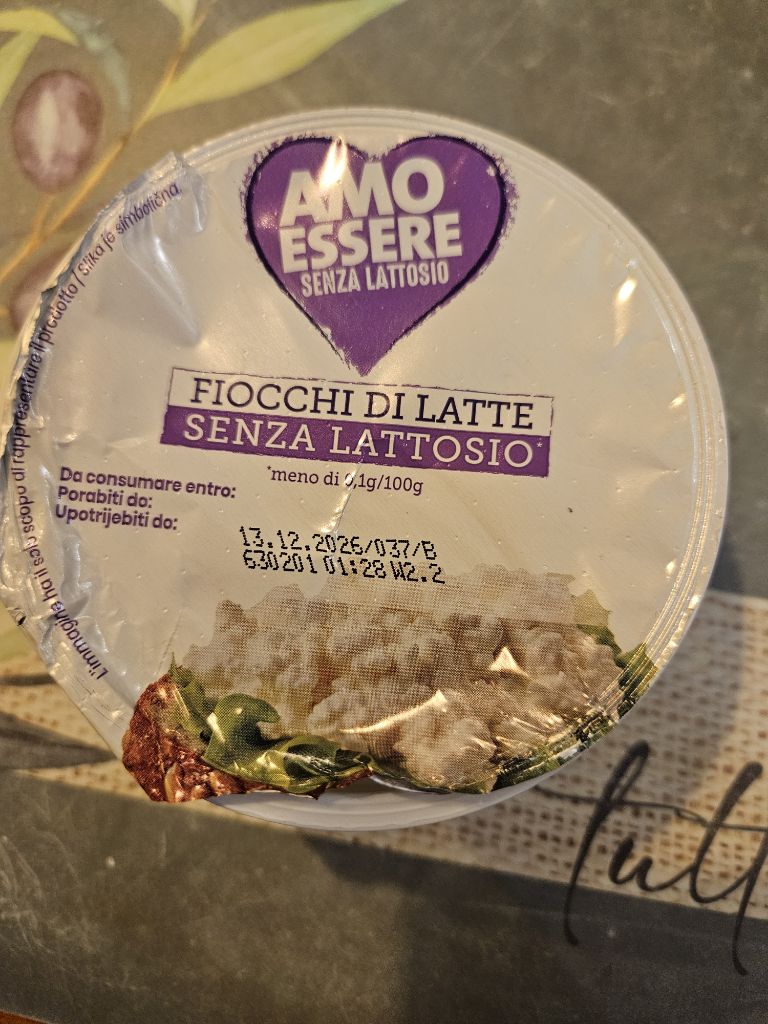 AMO
ESSERE
SENZA LATTOSIO
FIOCCHI DI LATTE
SENZA LATTOSIO*
*meno di 0,1g/100g
Da consumare entro:
Porabiti do:
Upotrijebiti do:
13.12.2026/037/B
630201 01:28 W2.2
L'immagine ha il solo scopo di rappresentare il prodotto / Slika je simbolična.